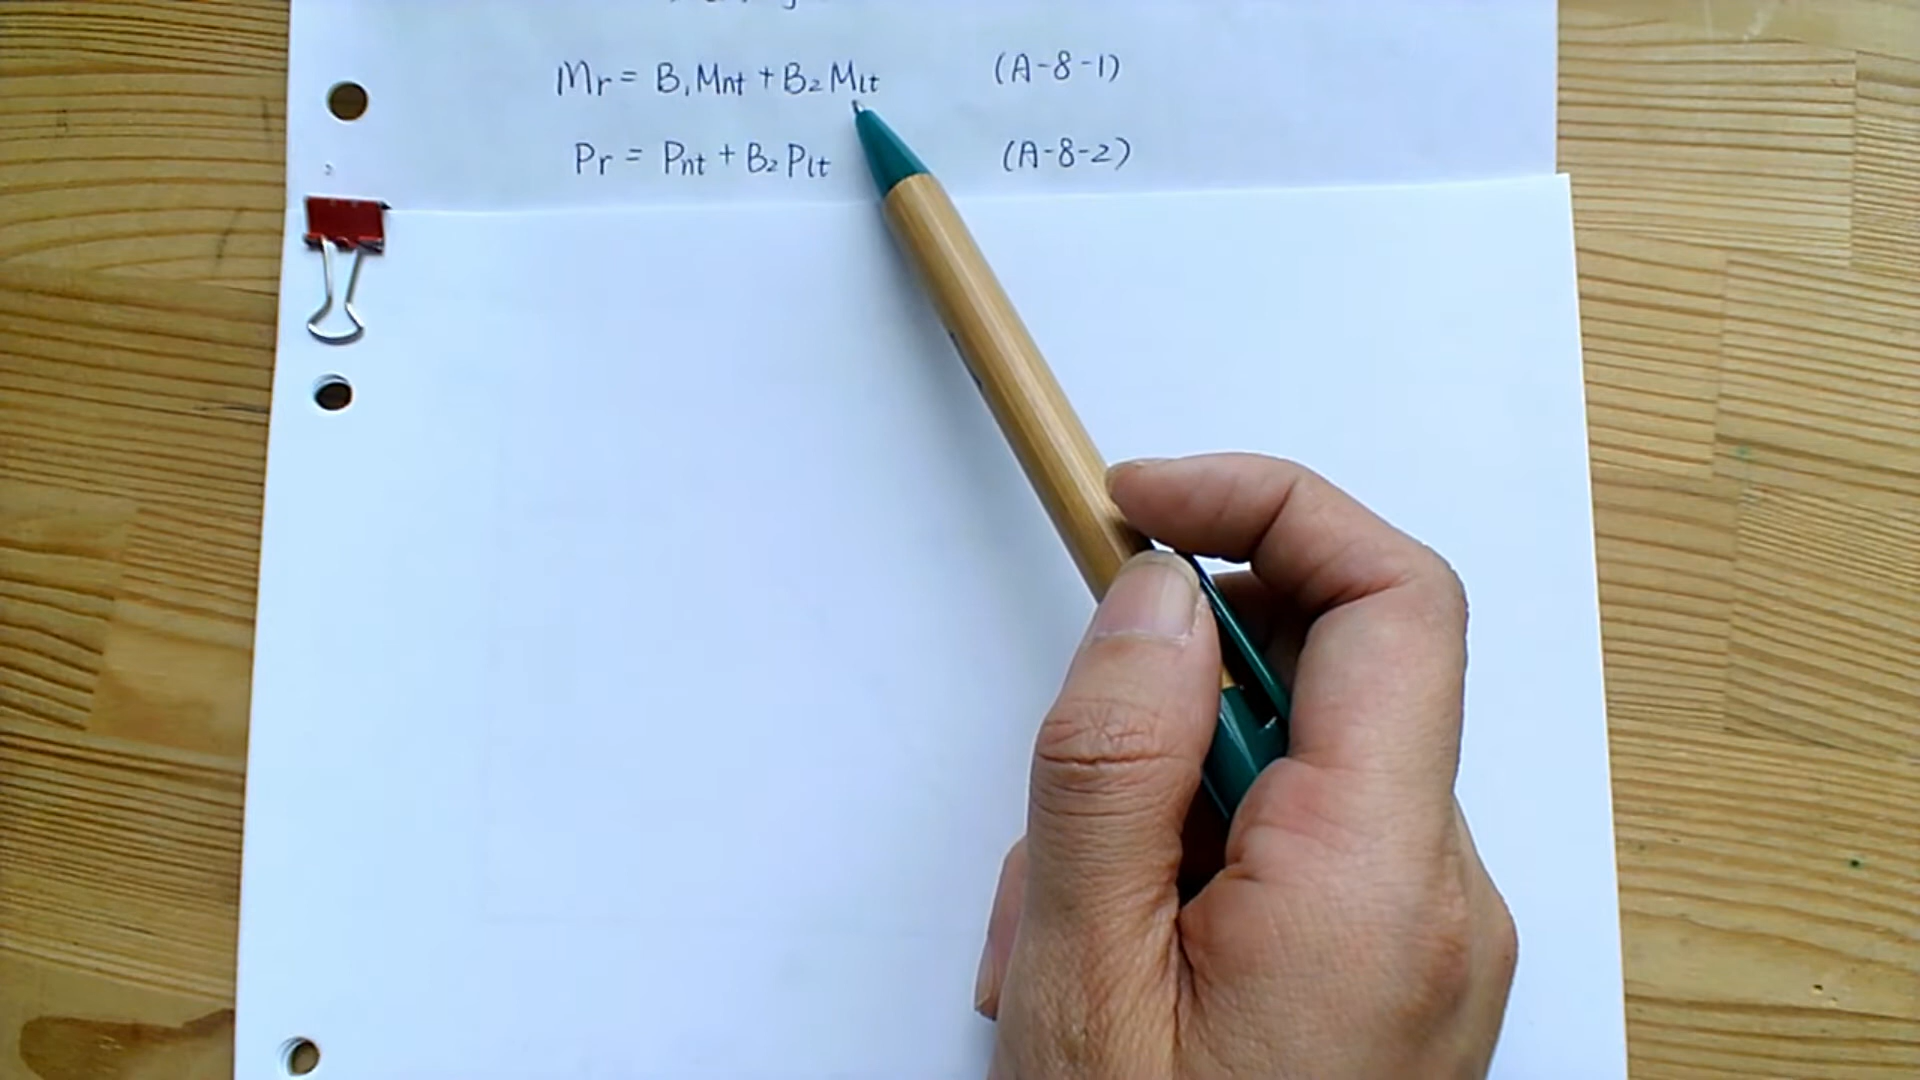 Mr = B₁Mnt + B₂Mlt (A-8-1)
Pr = Pnt + B₂Plt (A-8-2)